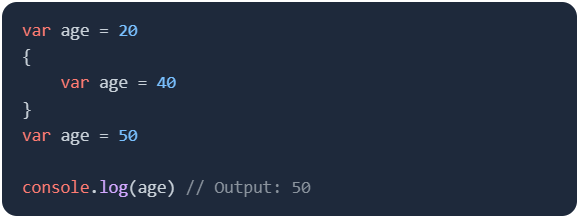 var age = 20
{
    var age = 40
}
var age = 50

console.log(age) // Output: 50